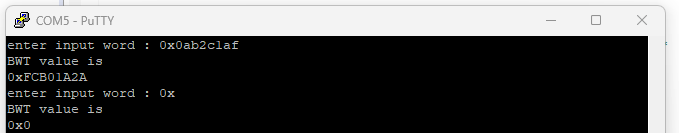 COM5 - PuTTY
enter input word : 0x0ab2c1af
BWT value is
0xFCB01A2A
enter input word : 0x
BWT value is
0x0